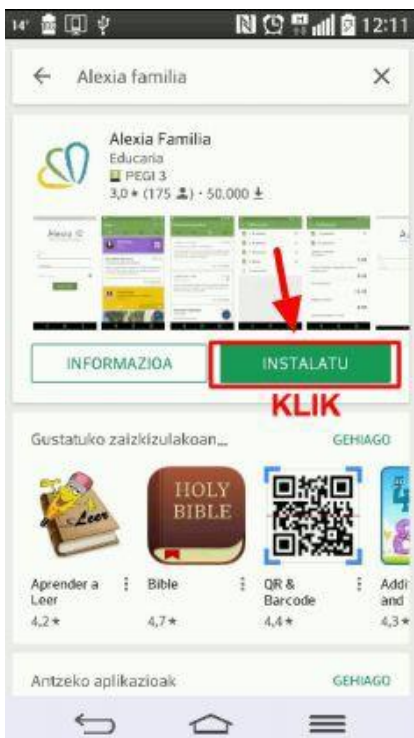 14°
12:11
Alexia familia
Alexia Familia
Educaria
PEGI 3
3,0 ★ (175) · 50.000
INFORMAZIOA
INSTALATU
KLIK
Gustatuko zaizkizulakoan...
GEHIAGO
Leer
HOLY
BIBLE
Aprender a
Leer
4,2 ★
Bible
4,7 ★
QR &
Barcode
4,4 ★
Addi
and
4,3 ★
Antzeko aplikazioak
GEHIAGO